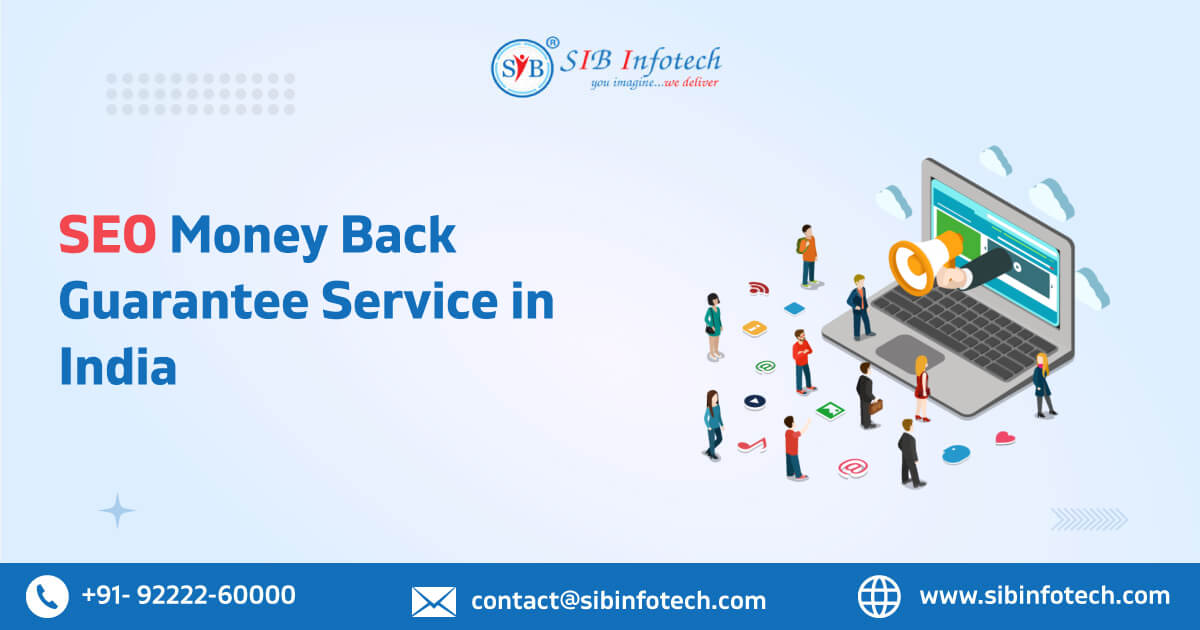 SIB ®
SIB Infotech
you imagine...we deliver
SEO Money Back
Guarantee Service in
India
+91- 92222-60000
contact@sibinfotech.com
www.sibinfotech.com